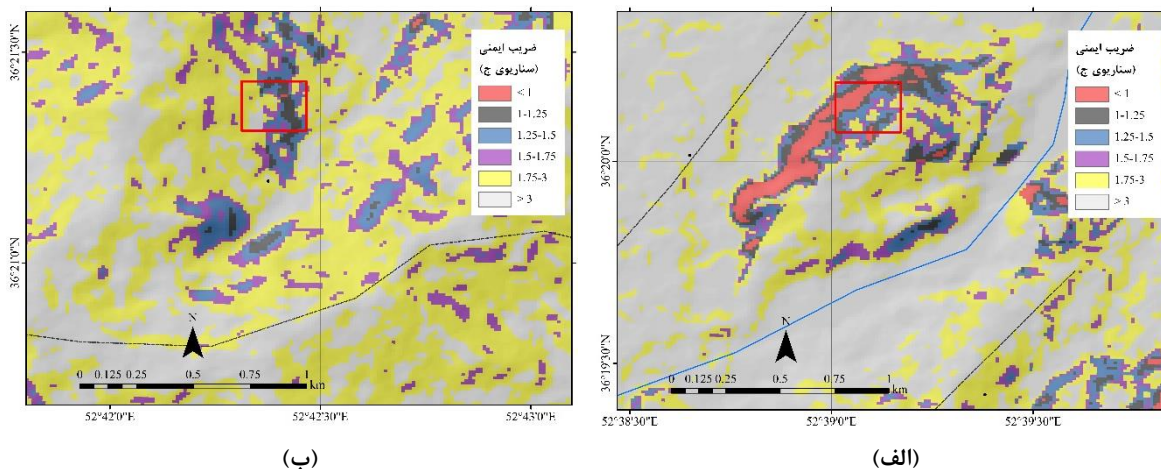 36°21'30"N
36°21'0"N
ضریب ایمنی
(سناریوی ج)
< 1
1-1.25
1.25-1.5
1.5-1.75
1.75-3
> 3
N
0 0.125 0.25 0.5 0.75 1
km
52°42'0"E
52°42'30"E
52°43'0"E
(ب)
36°20'0"N
36°19'30"N
ضریب ایمنی
(سناریوی ج)
< 1
1-1.25
1.25-1.5
1.5-1.75
1.75-3
> 3
N
0 0.125 0.25 0.5 0.75 1
km
52°38'30"E
52°39'0"E
52°39'30"E
(الف)